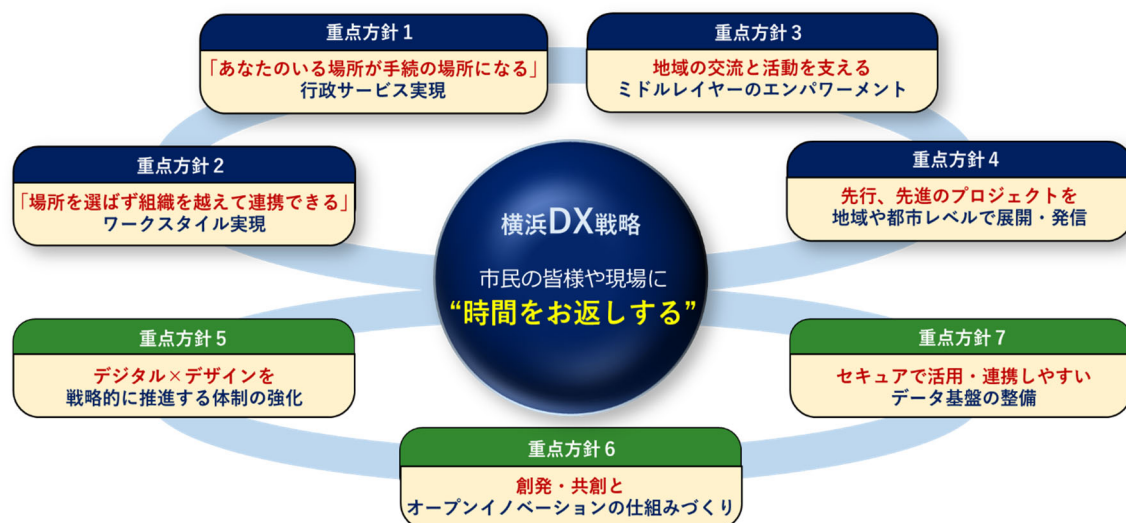 重点方針1
「あなたのいる場所が手続の場所になる」
行政サービス実現
重点方針3
地域の交流と活動を支える
ミドルレイヤーのエンパワーメント
重点方針2
「場所を選ばず組織を越えて連携できる」
ワークスタイル実現
重点方針4
先行、先進のプロジェクトを
地域や都市レベルで展開・発信
横浜DX戦略
市民の皆様や現場に
“時間をお返しする”
重点方針5
デジタル×デザインを
戦略的に推進する体制の強化
重点方針7
セキュアで活用・連携しやすい
データ基盤の整備
重点方針6
創発・共創と
オープンイノベーションの仕組みづくり